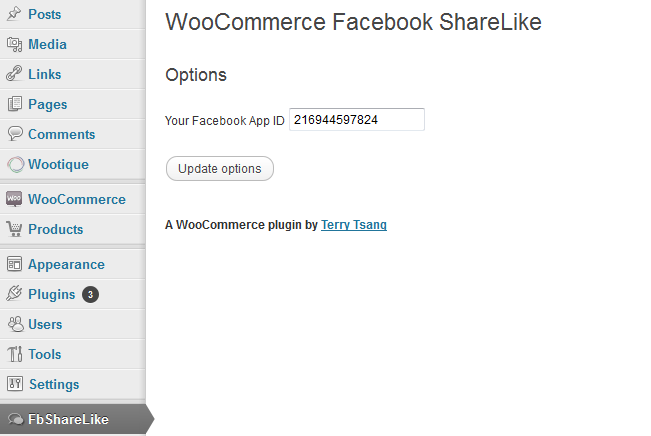 Posts
Media
Links
Pages
Comments
Wootique
WOO WooCommerce
Products
Appearance
Plugins 3
Users
Tools
Settings
FbShareLike
WooCommerce Facebook ShareLike
Options
Your Facebook App ID 216944597824
Update options
A WooCommerce plugin by Terry Tsang